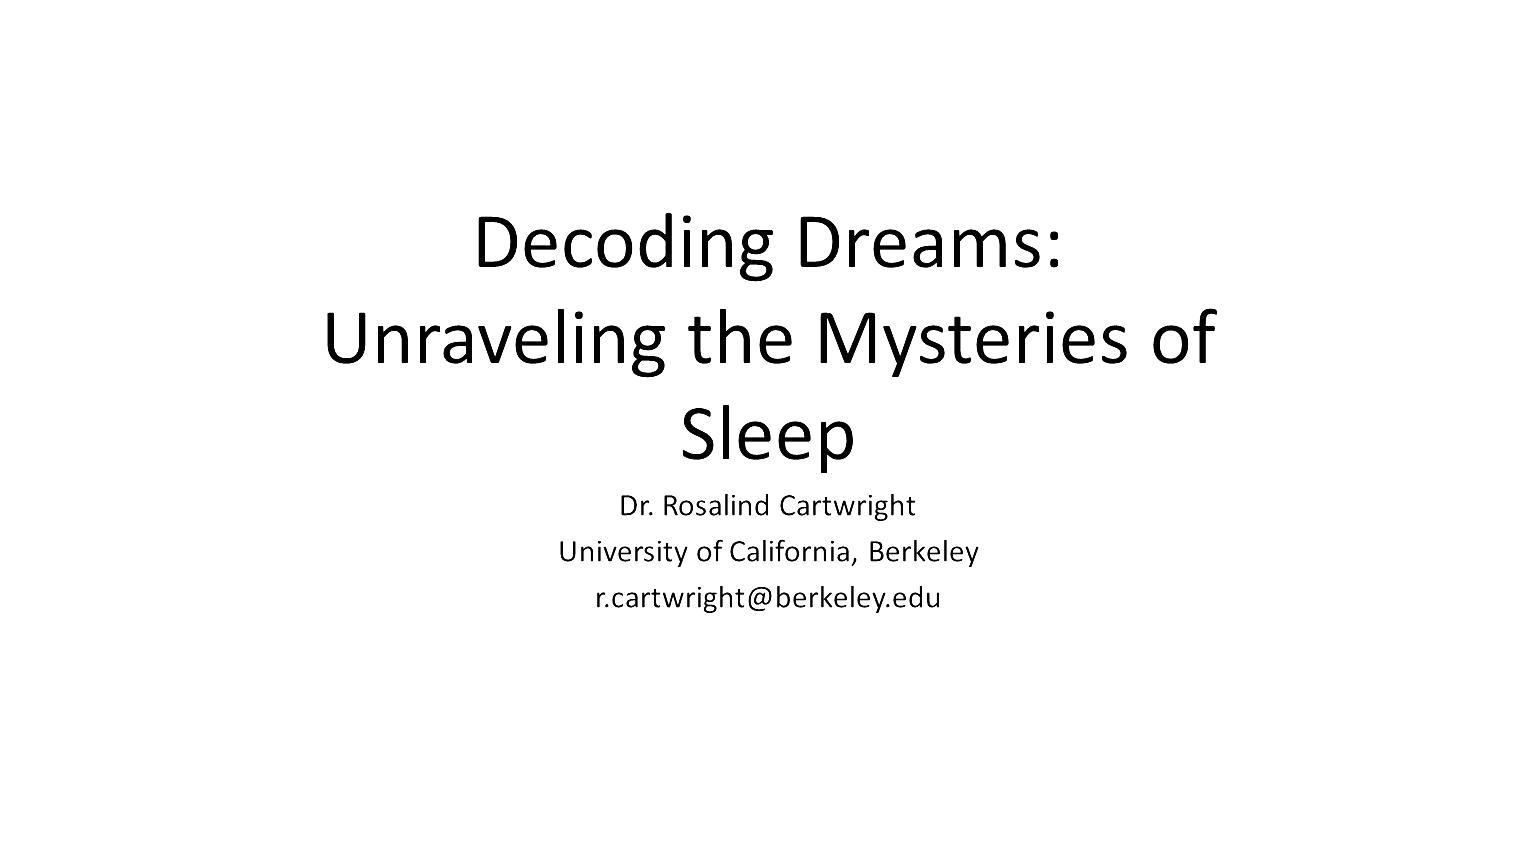 Decoding Dreams:
Unraveling the Mysteries of
Sleep
Dr. Rosalind Cartwright
University of California, Berkeley
r.cartwright@berkeley.edu